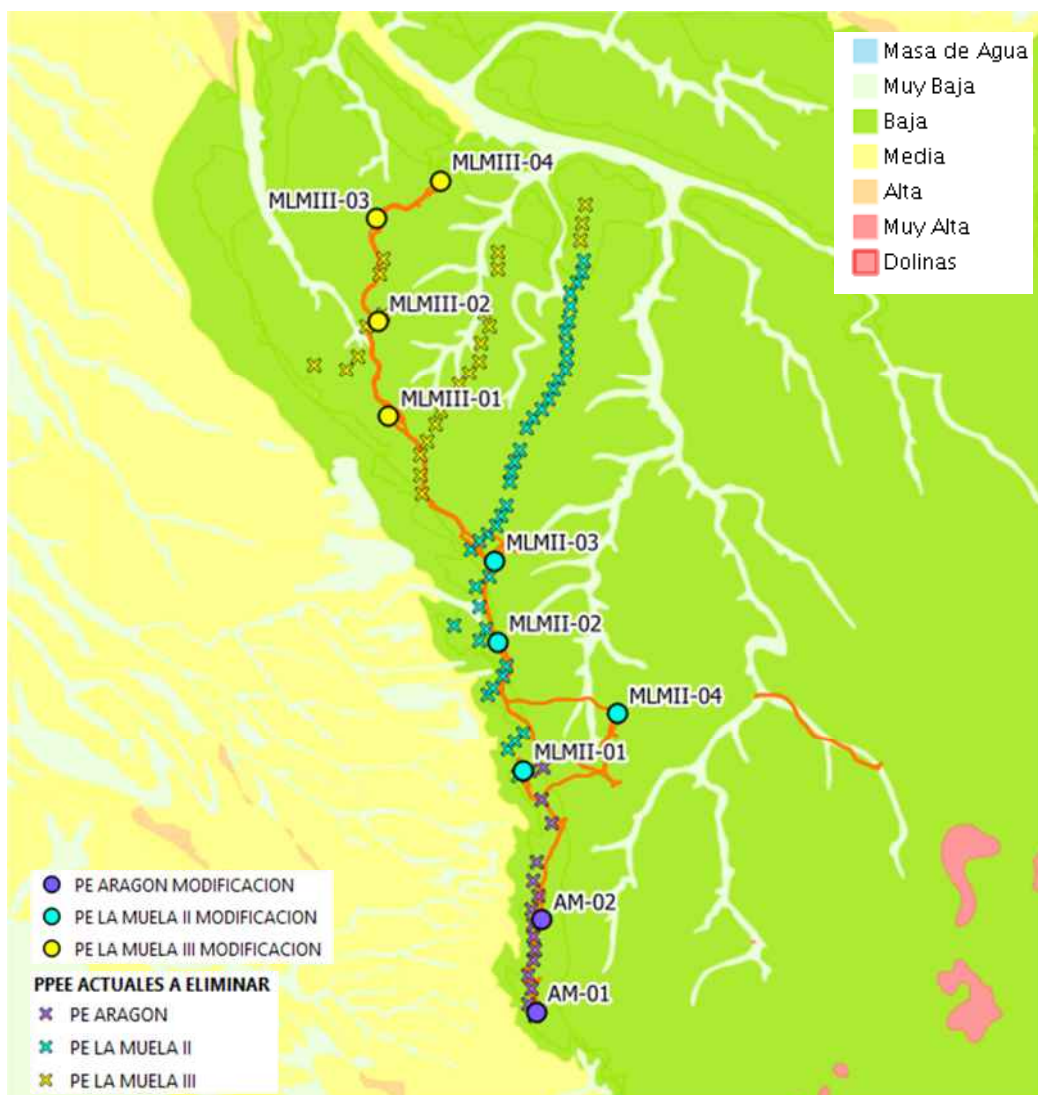 Masa de Agua
Muy Baja
Baja
Media
Alta
Muy Alta
Dolinas
MLMIII-04
MLMIII-03
MLMIII-02
MLMIII-01
MLMII-03
MLMII-02
MLMII-04
MLMII-01
AM-02
AM-01
PE ARAGON MODIFICACION
PE LA MUELA II MODIFICACION
PE LA MUELA III MODIFICACION
PPEE ACTUALES A ELIMINAR
PE ARAGON
PE LA MUELA II
PE LA MUELA III